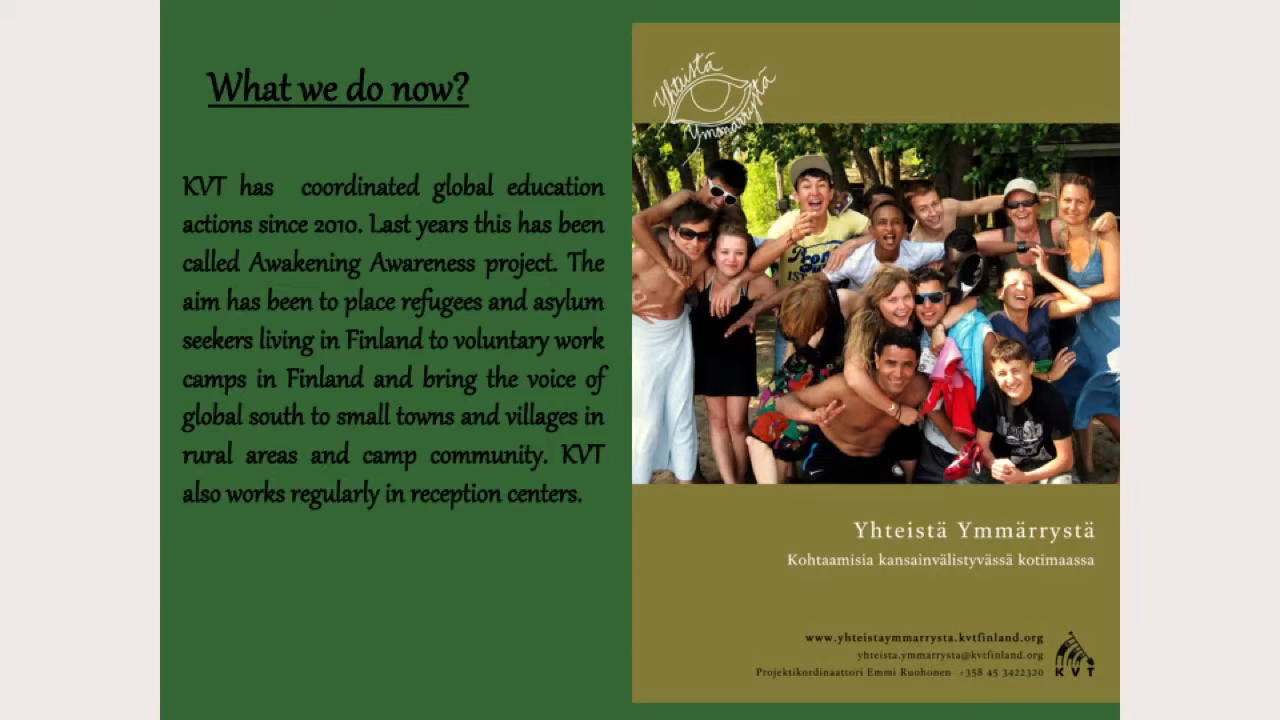 What we do now?
KVT has coordinated global education
actions since 2010. Last years this has been
called Awakening Awareness project. The
aim has been to place refugees and asylum
seekers living in Finland to voluntary work
camps in Finland and bring the voice of
global south to small towns and villages in
rural areas and camp community. KVT
also works regularly in reception centers.
Yhteistä
Ymmärrystä
Yhteistä Ymmärrystä
Kohtaamisia kansainvälistyvässä kotimaassa
www.yhteistaymmarrysta.kvtfinland.org
yhteista.ymmarrysta@kvtfinland.org
Projektikordinaattori Emmi Ruohonen +358 45 3422320
KVT